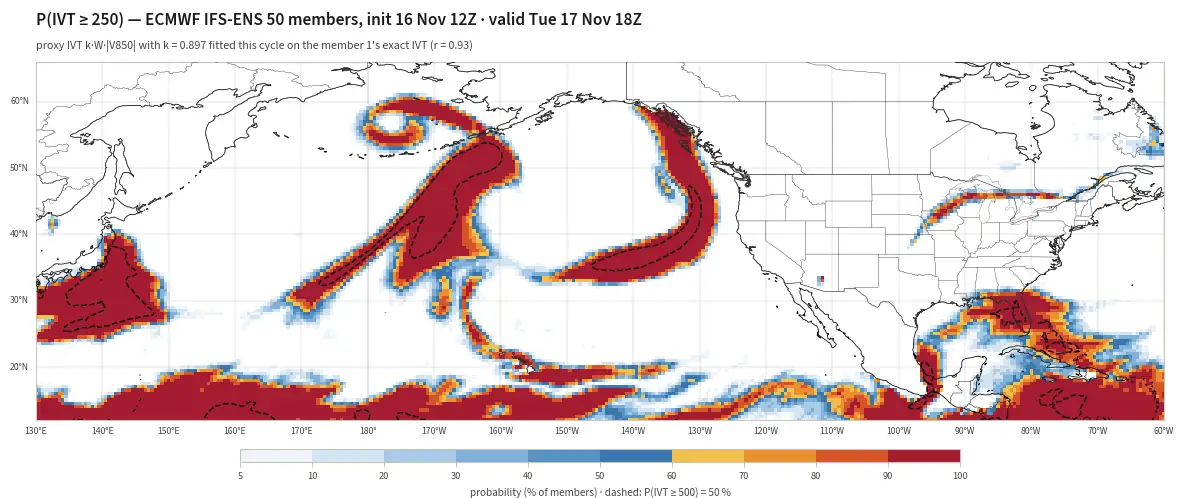 P(IVT ≥ 250) — ECMWF IFS-ENS 50 members, init 16 Nov 12Z · valid Tue 17 Nov 18Z
proxy IVT k·W·|V850| with k = 0.897 fitted this cycle on the member 1's exact IVT (r = 0.93)
60°N
50°N
40°N
30°N
20°N
130°E 140°E 150°E 160°E 170°E 180° 170°W 160°W 150°W 140°W 130°W 120°W 110°W 100°W 90°W 80°W 70°W 60°W
5 10 20 30 40 50 60 70 80 90 100
probability (% of members) · dashed: P(IVT ≥ 500) = 50 %